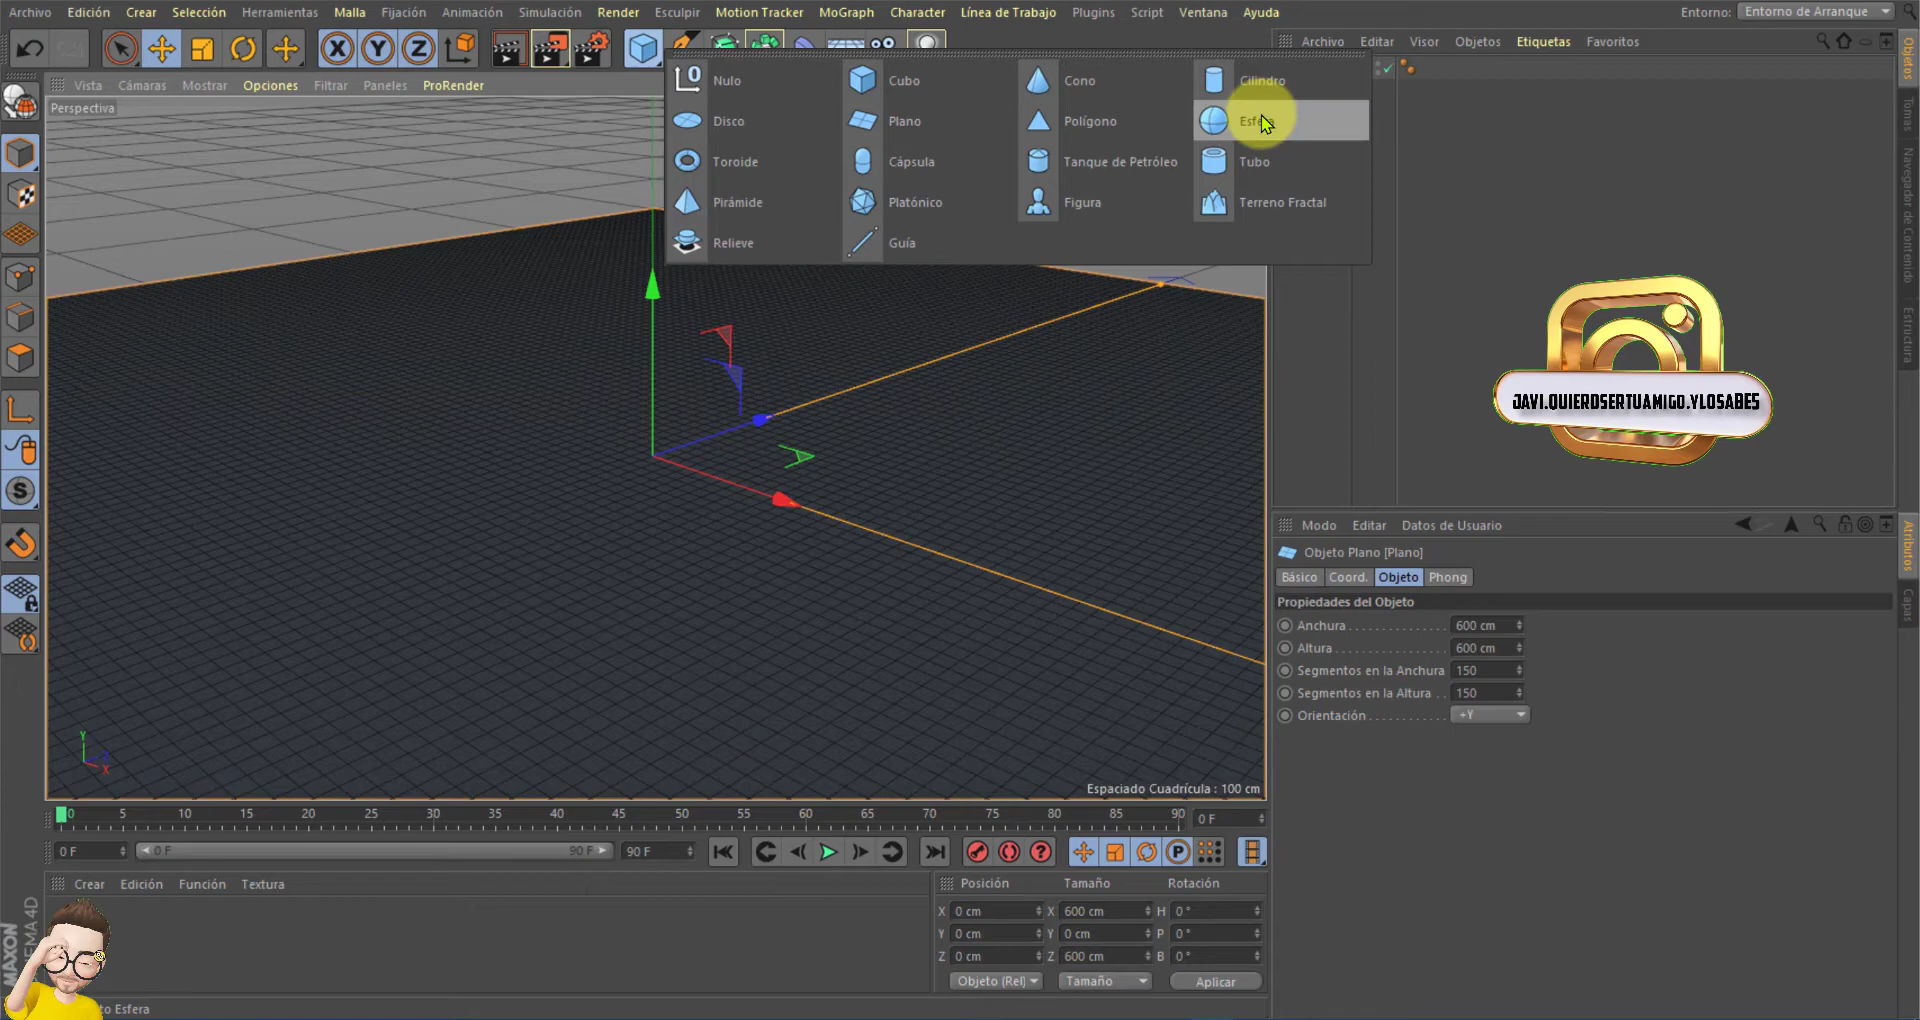 Archivo Edición Crear Selección Herramientas Malla Fijación Animación Simulación Render Esculpir Motion Tracker MoGraph Character Línea de Trabajo Plugins Script Ventana Ayuda Entorno: Entorno de Arranque
X Y Z
Archivo Editar Visor Objetos Etiquetas Favoritos
Vista Cámaras Mostrar Opciones Filtrar Paneles ProRender
Perspectiva
Nulo Cubo Cono Cilindro
Disco Plano Polígono Esfera
Toroide Cápsula Tanque de Petróleo Tubo
Pirámide Platónico Figura Terreno Fractal
Relieve Guía
Objetos
Tomas
Navegador de Contenido
Estructura
JAVI.QUIEROSERTUAMIGO.YLOSABES
Modo Editar Datos de Usuario
Objeto Plano [Plano]
Básico Coord. Objeto Phong
Propiedades del Objeto
Anchura 600 cm
Altura 600 cm
Segmentos en la Anchura 150
Segmentos en la Altura 150
Orientación +Y
Atributos
Capas
Y
X
Espaciado Cuadrícula : 100 cm
0 5 10 15 20 25 30 35 40 45 50 55 60 65 70 75 80 85 90 0 F
0 F 0 F 90 F 90 F
Crear Edición Función Textura
Posición Tamaño Rotación
X 0 cm X 600 cm H 0 °
Y 0 cm Y 0 cm P 0 °
Z 0 cm Z 600 cm B 0 °
Objeto (Rel) Tamaño Aplicar
MAXON
Esfera